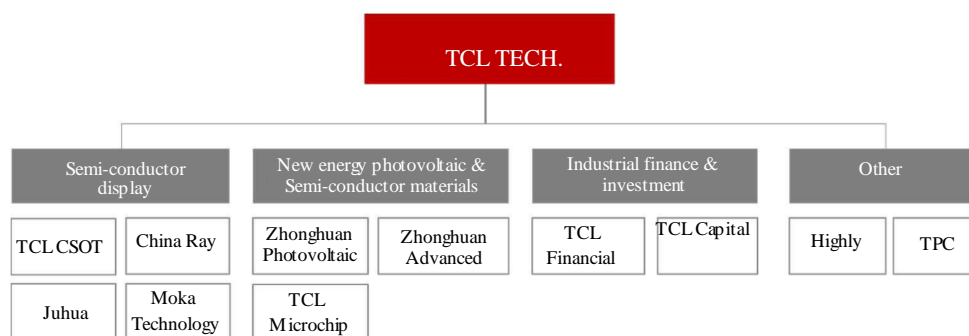 TCL TECH.
Semi-conductor
display
New energy photovoltaic &
Semi-conductor materials
Industrial finance &
investment
Other
TCL CSOT
China Ray
Zhonghuan
Photovoltaic
Zhonghuan
Advanced
TCL
Financial
TCL Capital
Highly
TPC
Juhua
Moka
Technology
TCL
Microchip